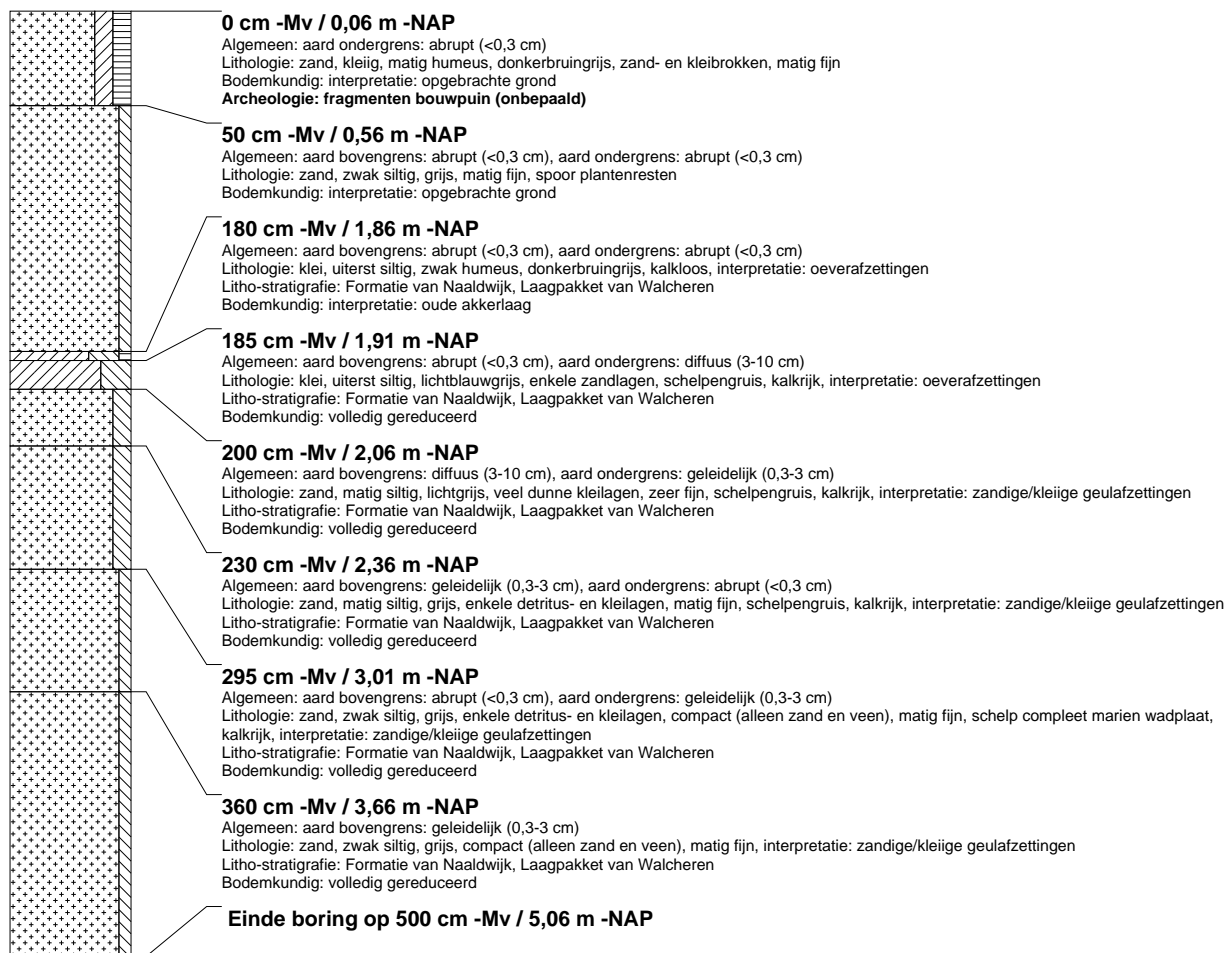 0 cm -Mv / 0,06 m -NAP
Algemeen: aard ondergrens: abrupt (<0,3 cm)
Lithologie: zand, kleiig, matig humeus, donkerbruingrijs, zand- en kleibrokken, matig fijn
Bodemkundig: interpretatie: opgebrachte grond
Archeologie: fragmenten bouwpuin (onbepaald)
50 cm -Mv / 0,56 m -NAP
Algemeen: aard bovengrens: abrupt (<0,3 cm), aard ondergrens: abrupt (<0,3 cm)
Lithologie: zand, zwak siltig, grijs, matig fijn, spoor plantenresten
Bodemkundig: interpretatie: opgebrachte grond
180 cm -Mv / 1,86 m -NAP
Algemeen: aard bovengrens: abrupt (<0,3 cm), aard ondergrens: abrupt (<0,3 cm)
Lithologie: klei, uiterst siltig, zwak humeus, donkerbruingrijs, kalkloos, interpretatie: oeverafzettingen
Litho-stratigrafie: Formatie van Naaldwijk, Laagpakket van Walcheren
Bodemkundig: interpretatie: oude akkerlaag
185 cm -Mv / 1,91 m -NAP
Algemeen: aard bovengrens: abrupt (<0,3 cm), aard ondergrens: diffuus (3-10 cm)
Lithologie: klei, uiterst siltig, lichtblauwgrijs, enkele zandlagen, schelpengruis, kalkrijk, interpretatie: oeverafzettingen
Litho-stratigrafie: Formatie van Naaldwijk, Laagpakket van Walcheren
Bodemkundig: volledig gereduceerd
200 cm -Mv / 2,06 m -NAP
Algemeen: aard bovengrens: diffuus (3-10 cm), aard ondergrens: geleidelijk (0,3-3 cm)
Lithologie: zand, matig siltig, lichtgrijs, veel dunne kleilagen, zeer fijn, schelpengruis, kalkrijk, interpretatie: zandige/kleiige geulafzettingen
Litho-stratigrafie: Formatie van Naaldwijk, Laagpakket van Walcheren
Bodemkundig: volledig gereduceerd
230 cm -Mv / 2,36 m -NAP
Algemeen: aard bovengrens: geleidelijk (0,3-3 cm), aard ondergrens: abrupt (<0,3 cm)
Lithologie: zand, matig siltig, grijs, enkele detritus- en kleilagen, matig fijn, schelpengruis, kalkrijk, interpretatie: zandige/kleiige geulafzettingen
Litho-stratigrafie: Formatie van Naaldwijk, Laagpakket van Walcheren
Bodemkundig: volledig gereduceerd
295 cm -Mv / 3,01 m -NAP
Algemeen: aard bovengrens: abrupt (<0,3 cm), aard ondergrens: geleidelijk (0,3-3 cm)
Lithologie: zand, zwak siltig, grijs, enkele detritus- en kleilagen, compact (alleen zand en veen), matig fijn, schelp compleet marien wadplaat,
kalkrijk, interpretatie: zandige/kleiige geulafzettingen
Litho-stratigrafie: Formatie van Naaldwijk, Laagpakket van Walcheren
Bodemkundig: volledig gereduceerd
360 cm -Mv / 3,66 m -NAP
Algemeen: aard bovengrens: geleidelijk (0,3-3 cm)
Lithologie: zand, zwak siltig, grijs, compact (alleen zand en veen), matig fijn, interpretatie: zandige/kleiige geulafzettingen
Litho-stratigrafie: Formatie van Naaldwijk, Laagpakket van Walcheren
Bodemkundig: volledig gereduceerd
Einde boring op 500 cm -Mv / 5,06 m -NAP